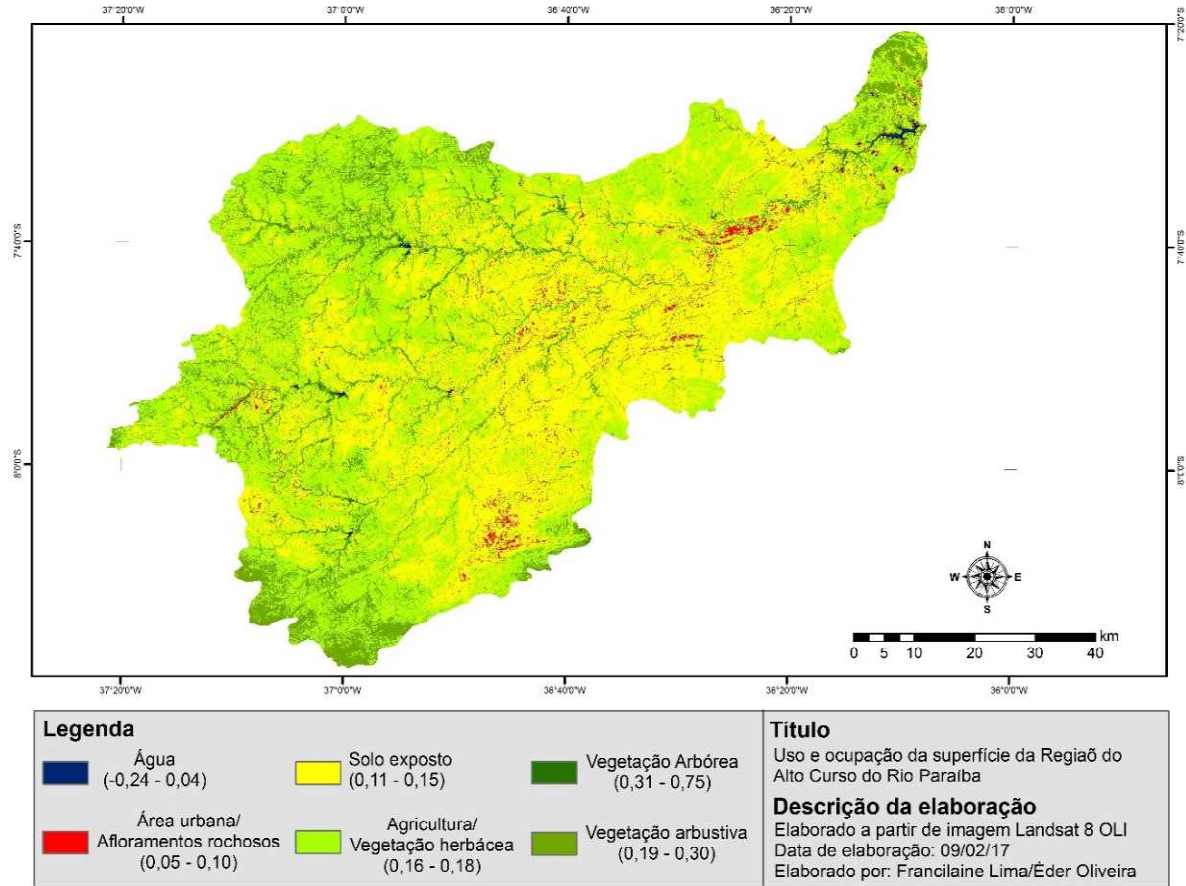 37°20'0"W 37°0'0"W 36°40'0"W 36°20'0"W 36°0'0"W
7°20'0"S
7°40'0"S 7°40'0"S
8°0'0"S 8°0'0"S
N
W E
S
km
0 5 10 20 30 40
37°20'0"W 37°0'0"W 36°40'0"W 36°20'0"W 36°0'0"W
Legenda
Água
(-0,24 - 0,04)
Solo exposto
(0,11 - 0,15)
Vegetação Arbórea
(0,31 - 0,75)
Área urbana/
Afloramentos rochosos
(0,05 - 0,10)
Agricultura/
Vegetação herbácea
(0,16 - 0,18)
Vegetação arbustiva
(0,19 - 0,30)
Título
Uso e ocupação da superfície da Regiaõ do
Alto Curso do Rio Paraíba
Descrição da elaboração
Elaborado a partir de imagem Landsat 8 OLI
Data de elaboração: 09/02/17
Elaborado por: Francilaine Lima/Éder Oliveira